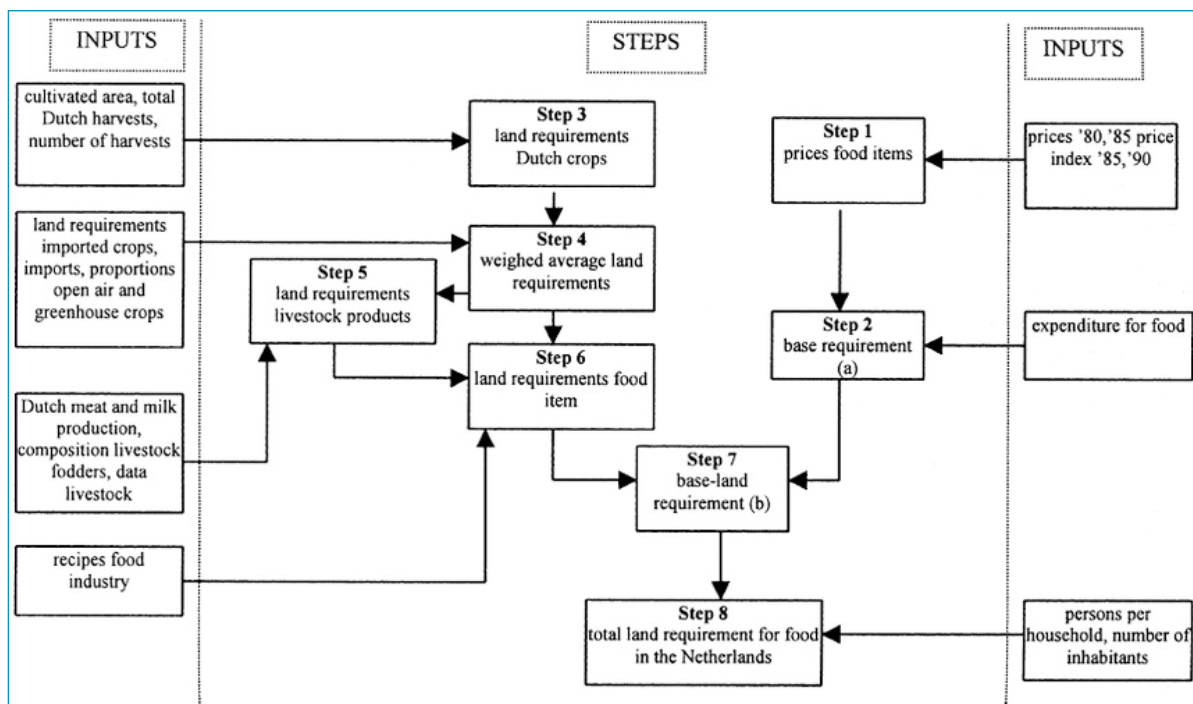 INPUTS
STEPS
INPUTS
cultivated area, total
Dutch harvests,
number of harvests
Step 3
land requirements
Dutch crops
Step 1
prices food items
prices '80,'85 price
index '85,'90
land requirements
imported crops,
imports, proportions
open air and
greenhouse crops
Step 4
weighed average land
requirements
Step 5
land requirements
livestock products
Step 2
base requirement
(a)
expenditure for food
Step 6
land requirements food
item
Dutch meat and milk
production,
composition livestock
fodders, data
livestock
Step 7
base-land
requirement (b)
recipes food
industry
Step 8
total land requirement for food
in the Netherlands
persons per
household, number of
inhabitants